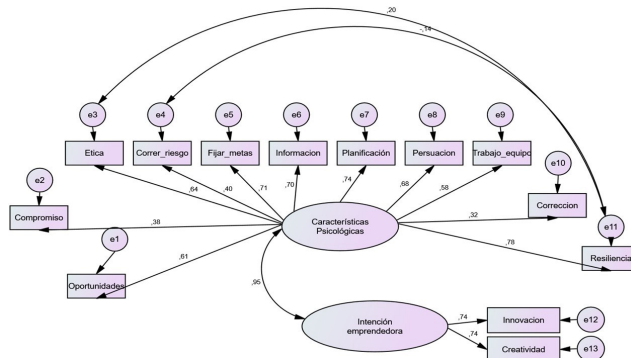 ,20
-,14
e3
e4
e5
e6
e7
e8
e9
Etica
Correr_riesgo
Fijar_metas
Informacion
Planificación
Persuacion
Trabajo_equipo
e2
e10
,64
,40
,71
,70
,74
,68
,58
Compromiso
,38
Características
Psicológicas
,32
Correccion
e11
e1
,61
,78
Resiliencia
Oportunidades
,95
Intención
emprendedora
,74
Innovacion
e12
,74
Creatividad
e13